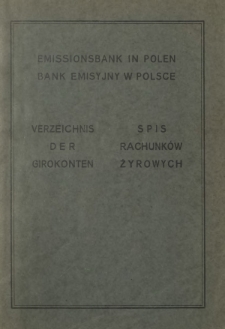 EMISSIONSBANK IN POLEN
BANK EMISYJNY W POLSCE
VERZEICHNIS
DER
GIROKONTEN
SPIS
RACHUNKÓW
ŻYROWYCH